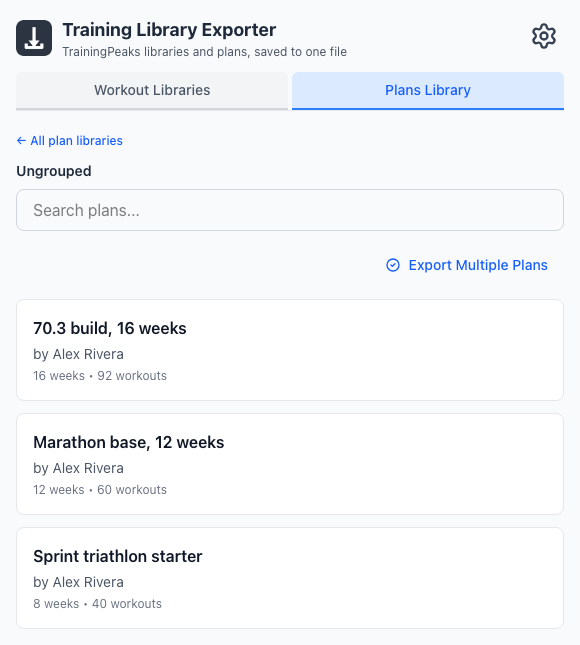 Training Library Exporter
TrainingPeaks libraries and plans, saved to one file
Workout Libraries
Plans Library
← All plan libraries
Ungrouped
Search plans...
Export Multiple Plans
70.3 build, 16 weeks
by Alex Rivera
16 weeks • 92 workouts
Marathon base, 12 weeks
by Alex Rivera
12 weeks • 60 workouts
Sprint triathlon starter
by Alex Rivera
8 weeks • 40 workouts